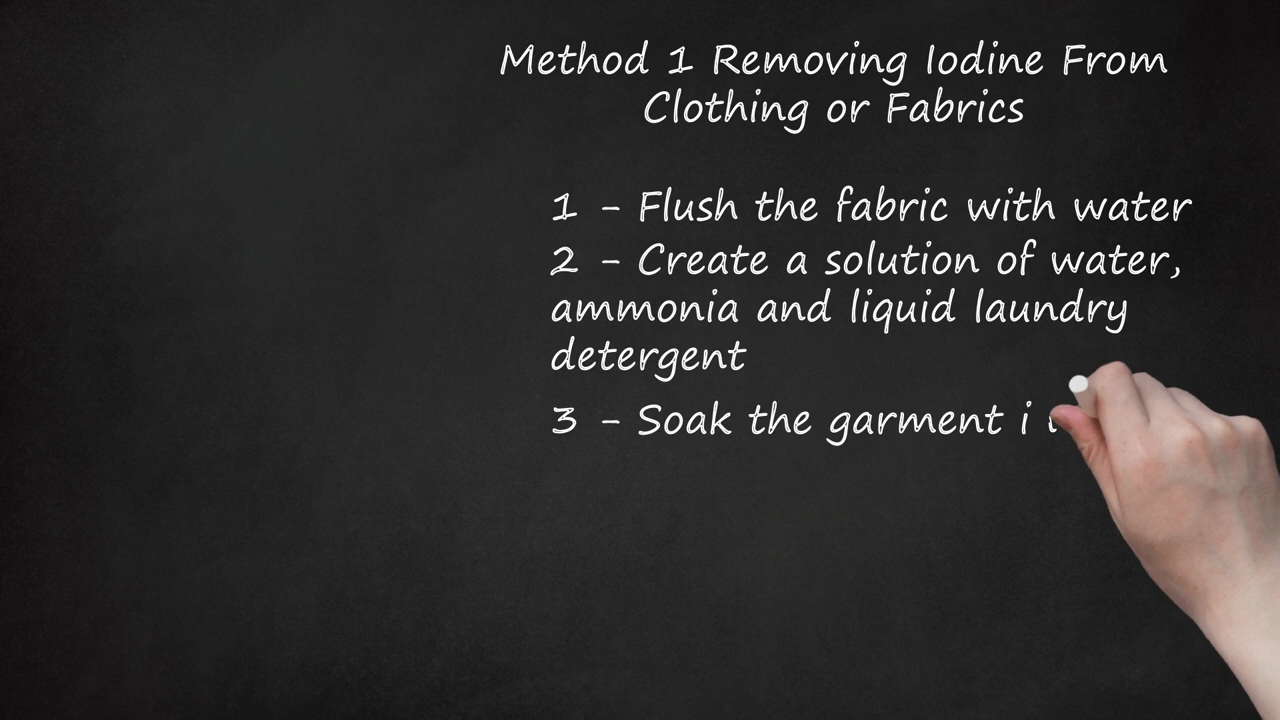 Method 1 Removing Iodine From
Clothing or Fabrics
1 - Flush the fabric with water
2 - Create a solution of water,
ammonia and liquid laundry
detergent
3 - Soak the garment i